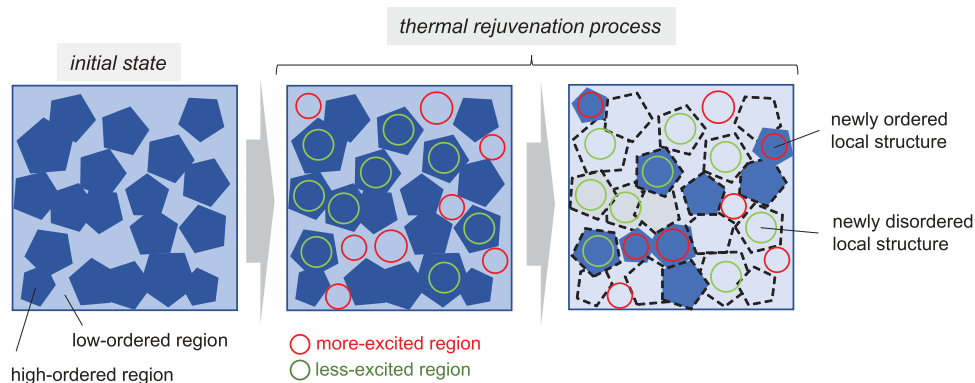 thermal rejuvenation process
initial state
newly ordered
local structure
newly disordered
local structure
low-ordered region
high-ordered region
more-excited region
less-excited region